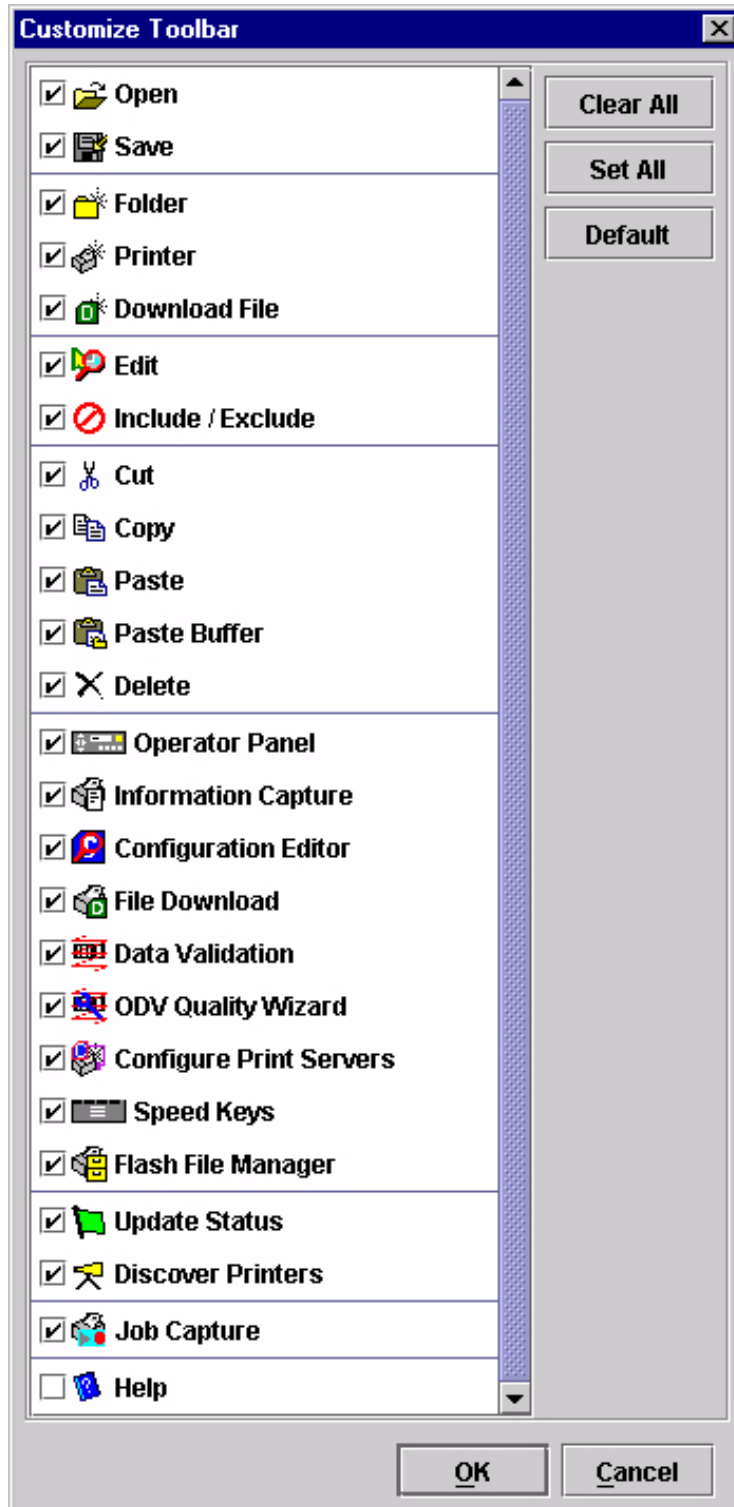 Customize Toolbar
Open
Save
Folder
Printer
Download File
Edit
Include / Exclude
Cut
Copy
Paste
Paste Buffer
Delete
Operator Panel
Information Capture
Configuration Editor
File Download
Data Validation
ODV Quality Wizard
Configure Print Servers
Speed Keys
Flash File Manager
Update Status
Discover Printers
Job Capture
Help
Clear All
Set All
Default
OK
Cancel